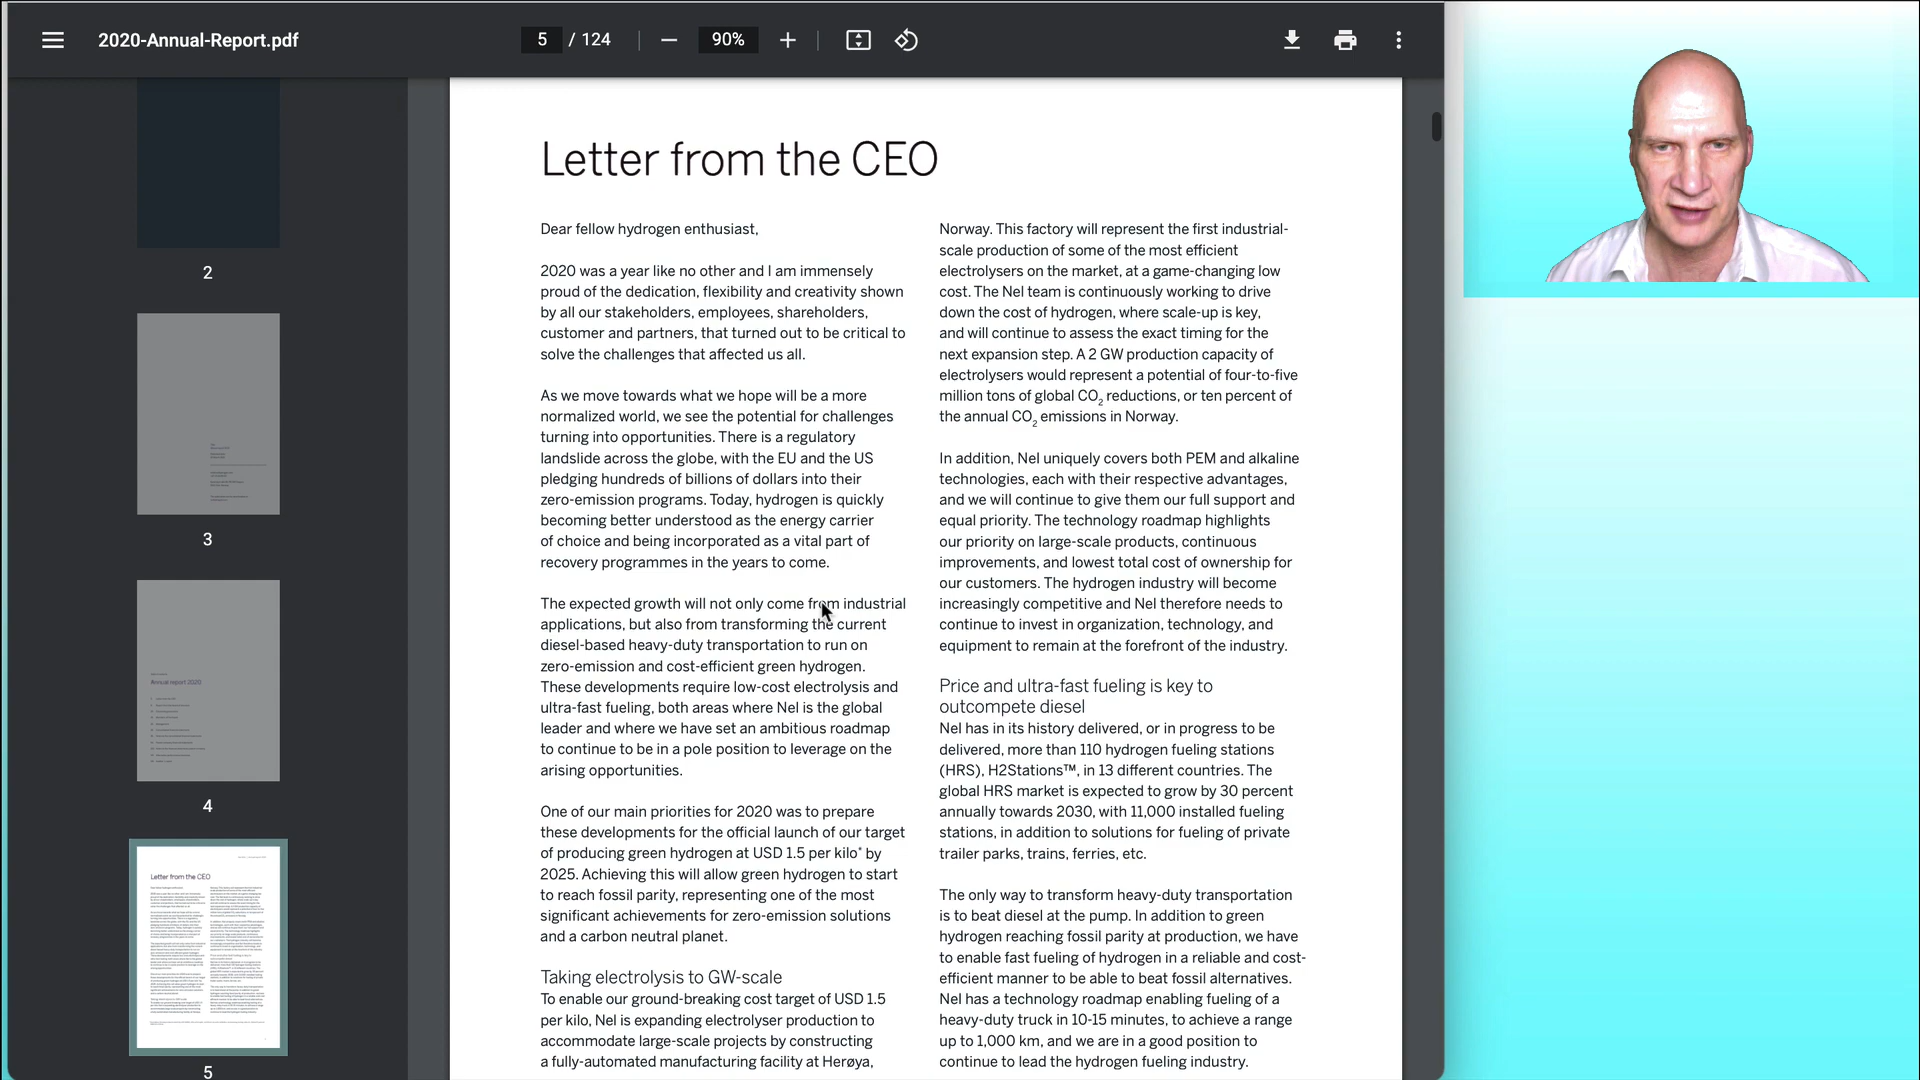 2020-Annual-Report.pdf
5 / 124
90%
2
3
Annual report 2020
4
Letter from the CEO
5
Letter from the CEO
Dear fellow hydrogen enthusiast,
2020 was a year like no other and I am immensely
proud of the dedication, flexibility and creativity shown
by all our stakeholders, employees, shareholders,
customer and partners, that turned out to be critical to
solve the challenges that affected us all.
As we move towards what we hope will be a more
normalized world, we see the potential for challenges
turning into opportunities. There is a regulatory
landslide across the globe, with the EU and the US
pledging hundreds of billions of dollars into their
zero-emission programs. Today, hydrogen is quickly
becoming better understood as the energy carrier
of choice and being incorporated as a vital part of
recovery programmes in the years to come.
The expected growth will not only come from industrial
applications, but also from transforming the current
diesel-based heavy-duty transportation to run on
zero-emission and cost-efficient green hydrogen.
These developments require low-cost electrolysis and
ultra-fast fueling, both areas where Nel is the global
leader and where we have set an ambitious roadmap
to continue to be in a pole position to leverage on the
arising opportunities.
One of our main priorities for 2020 was to prepare
these developments for the official launch of our target
of producing green hydrogen at USD 1.5 per kilo* by
2025. Achieving this will allow green hydrogen to start
to reach fossil parity, representing one of the most
significant achievements for zero-emission solutions
and a carbon neutral planet.
Taking electrolysis to GW-scale
To enable our ground-breaking cost target of USD 1.5
per kilo, Nel is expanding electrolyser production to
accommodate large-scale projects by constructing
a fully-automated manufacturing facility at Herøya,
Norway. This factory will represent the first industrial-
scale production of some of the most efficient
electrolysers on the market, at a game-changing low
cost. The Nel team is continuously working to drive
down the cost of hydrogen, where scale-up is key,
and will continue to assess the exact timing for the
next expansion step. A 2 GW production capacity of
electrolysers would represent a potential of four-to-five
million tons of global CO₂ reductions, or ten percent of
the annual CO₂ emissions in Norway.
In addition, Nel uniquely covers both PEM and alkaline
technologies, each with their respective advantages,
and we will continue to give them our full support and
equal priority. The technology roadmap highlights
our priority on large-scale products, continuous
improvements, and lowest total cost of ownership for
our customers. The hydrogen industry will become
increasingly competitive and Nel therefore needs to
continue to invest in organization, technology, and
equipment to remain at the forefront of the industry.
Price and ultra-fast fueling is key to
outcompete diesel
Nel has in its history delivered, or in progress to be
delivered, more than 110 hydrogen fueling stations
(HRS), H2Stations™, in 13 different countries. The
global HRS market is expected to grow by 30 percent
annually towards 2030, with 11,000 installed fueling
stations, in addition to solutions for fueling of private
trailer parks, trains, ferries, etc.
The only way to transform heavy-duty transportation
is to beat diesel at the pump. In addition to green
hydrogen reaching fossil parity at production, we have
to enable fast fueling of hydrogen in a reliable and cost-
efficient manner to be able to beat fossil alternatives.
Nel has a technology roadmap enabling fueling of a
heavy-duty truck in 10-15 minutes, to achieve a range
up to 1,000 km, and we are in a good position to
continue to lead the hydrogen fueling industry.